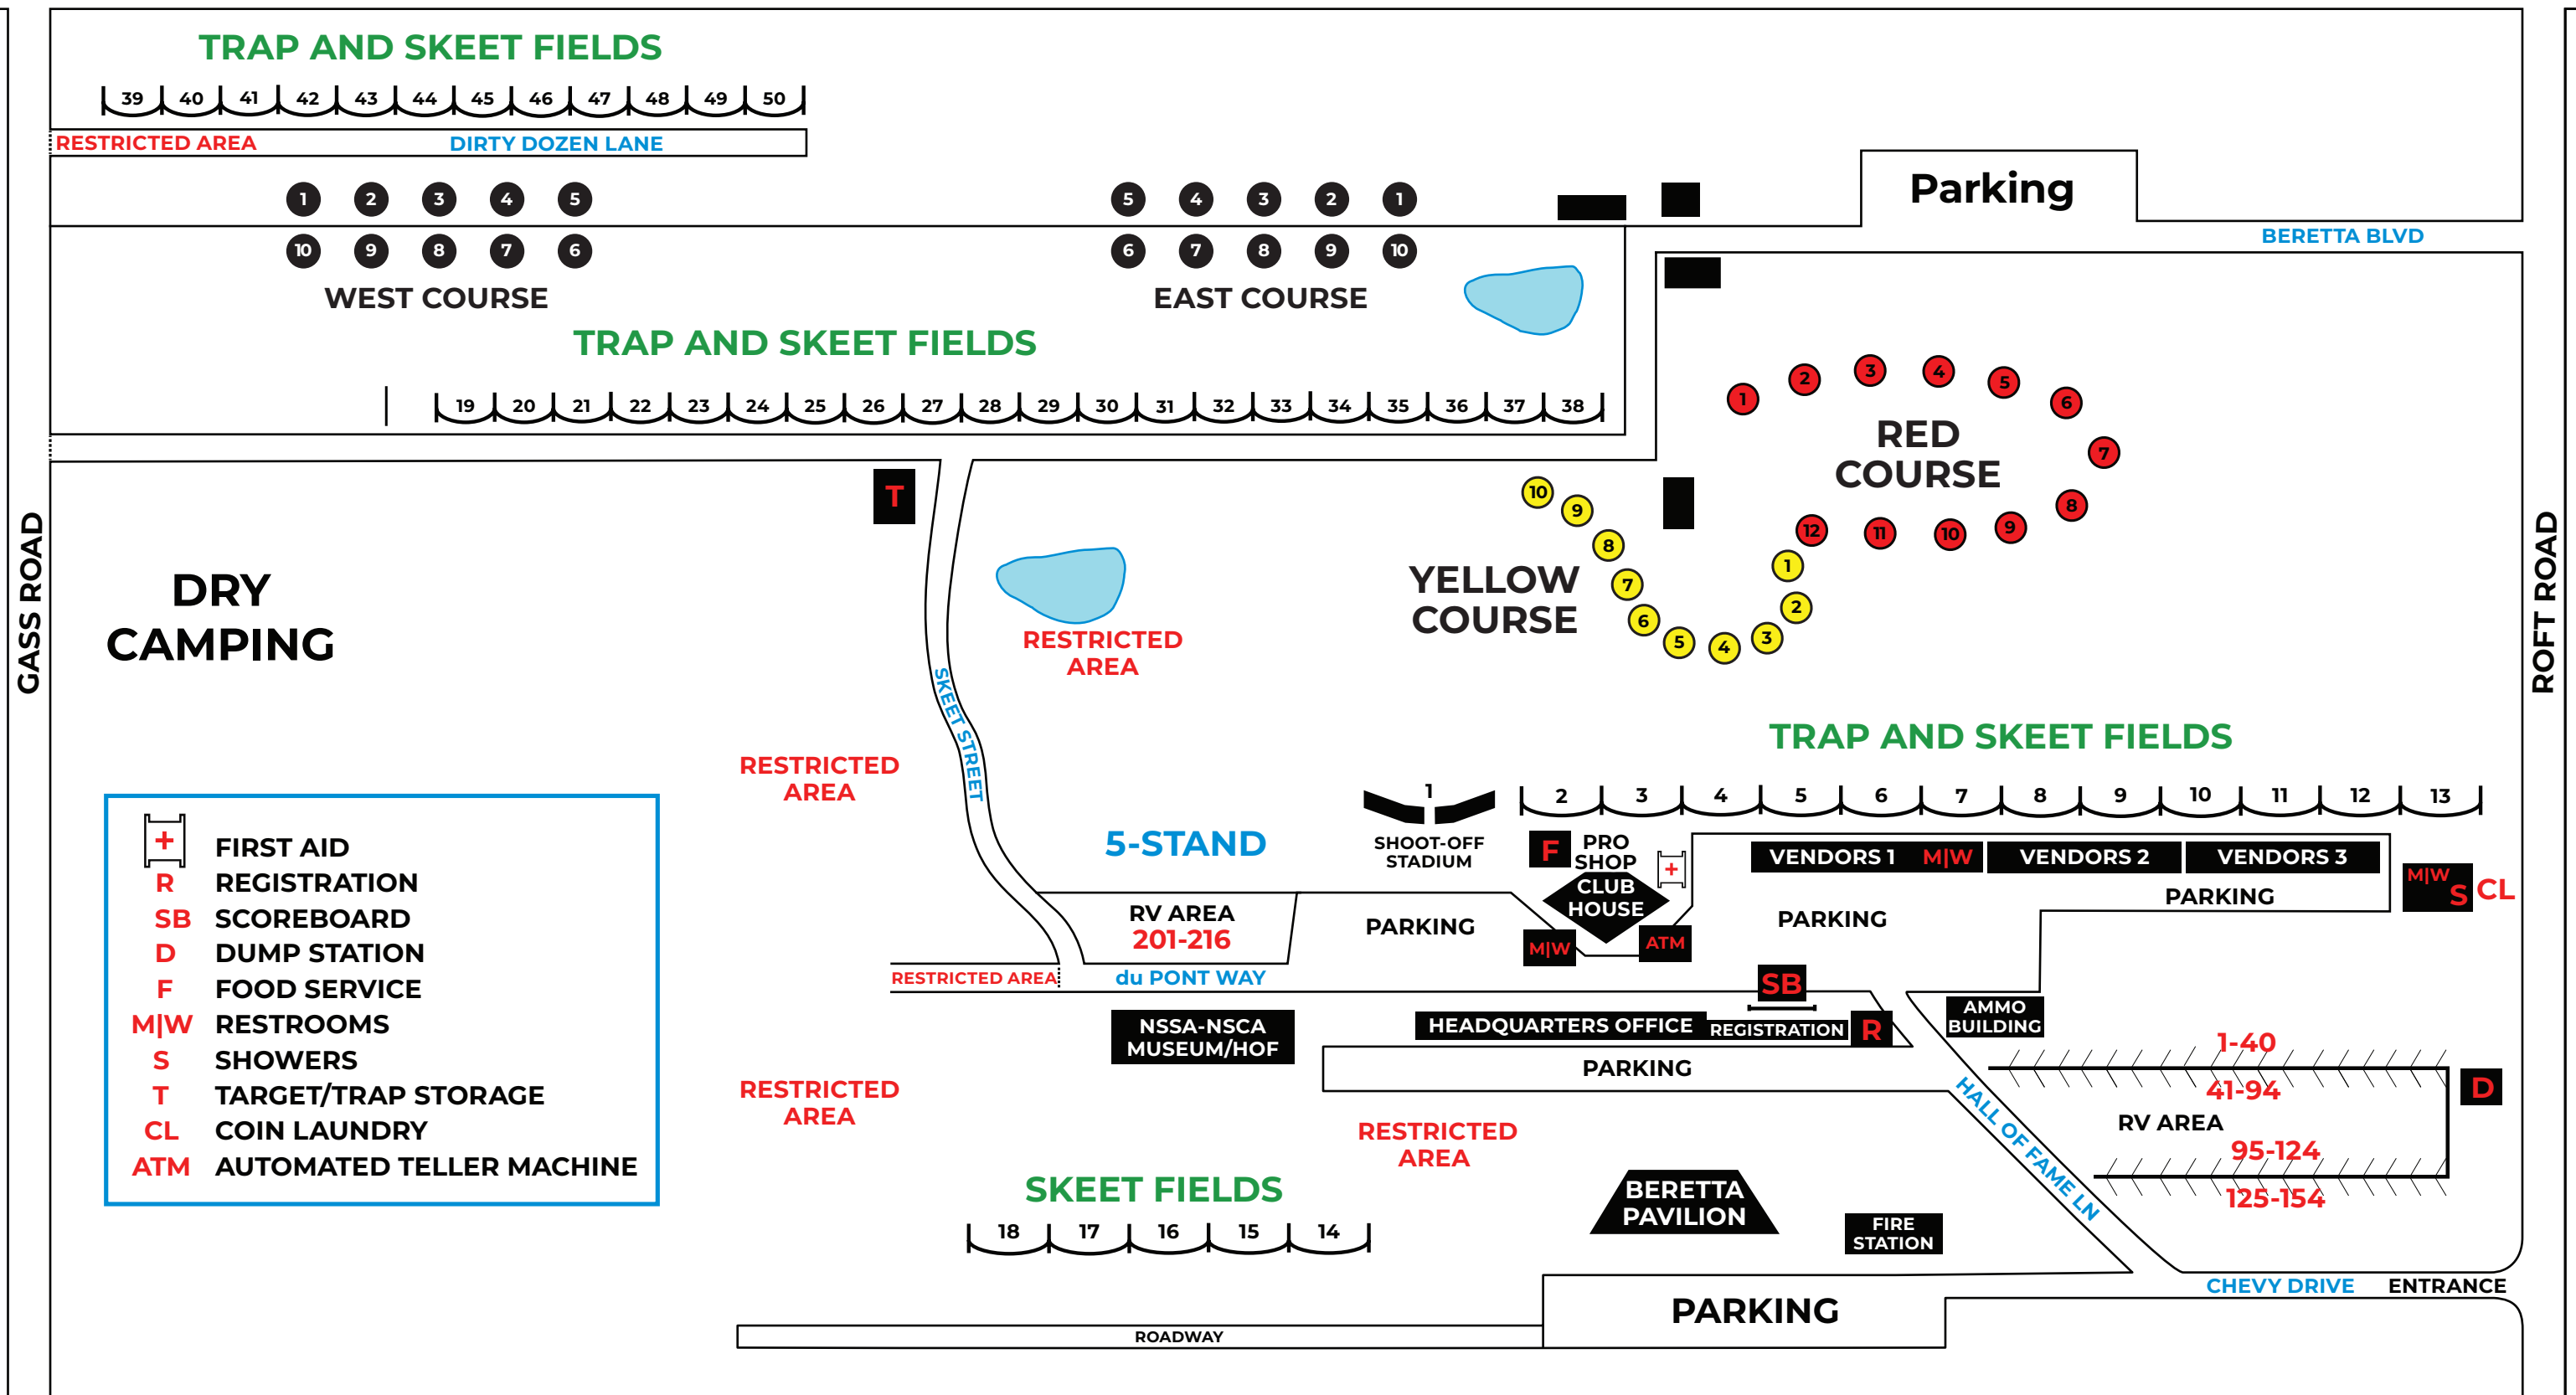 TRAP AND SKEET FIELDS
39 40 41 42 43 44 45 46 47 48 49 50
RESTRICTED AREA DIRTY DOZEN LANE
1 2 3 4 5
10 9 8 7 6
WEST COURSE
5 4 3 2 1
6 7 8 9 10
EAST COURSE
Parking
BERETTA BLVD
TRAP AND SKEET FIELDS
19 20 21 22 23 24 25 26 27 28 29 30 31 32 33 34 35 36 37 38
1 2 3 4 5 6 7 8 9 10 11 12
RED
COURSE
10 9 8 7 6 5 4 3 2 1
YELLOW
COURSE
T
GASS ROAD
ROFT ROAD
DRY
CAMPING
SKEET STREET
RESTRICTED
AREA
RESTRICTED
AREA
TRAP AND SKEET FIELDS
1
SHOOT-OFF
STADIUM
2 3 4 5 6 7 8 9 10 11 12 13
5-STAND
F
PRO
SHOP
CLUB
HOUSE
+
M|W
ATM
VENDORS 1 M|W
VENDORS 2
VENDORS 3
PARKING
PARKING
M|W
S
CL
RV AREA
201-216
PARKING
RESTRICTED AREA
du PONT WAY
SB
NSSA-NSCA
MUSEUM/HOF
HEADQUARTERS OFFICE
REGISTRATION
R
PARKING
AMMO
BUILDING
1-40
41-94
RV AREA
95-124
125-154
D
HALL OF FAME LN
RESTRICTED
AREA
RESTRICTED
AREA
+ FIRST AID
R REGISTRATION
SB SCOREBOARD
D DUMP STATION
F FOOD SERVICE
M|W RESTROOMS
S SHOWERS
T TARGET/TRAP STORAGE
CL COIN LAUNDRY
ATM AUTOMATED TELLER MACHINE
SKEET FIELDS
18 17 16 15 14
BERETTA
PAVILION
FIRE
STATION
CHEVY DRIVE ENTRANCE
PARKING
ROADWAY